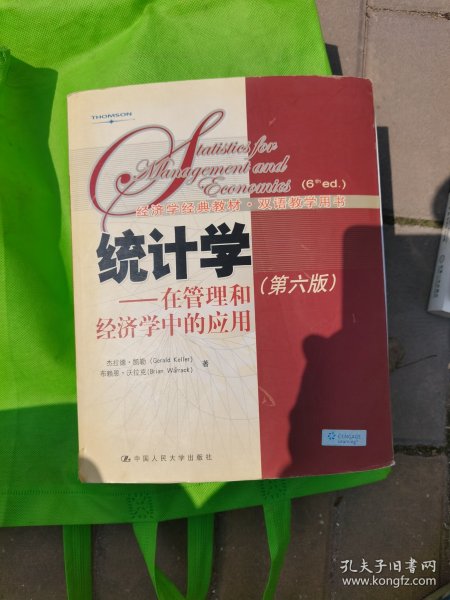 THOMSON
Statistics for
Management and
Economics (6th ed.)
经济学经典教材·双语教学用书
统计学
——在管理和
经济学中的应用
(第六版)
杰拉德·凯勒 (Gerald Keller)
布赖恩·沃拉克 (Brian Warrack) 著
中国人民大学出版社
CENGAGE
Learning
孔夫子旧书网
www.kongfz.com